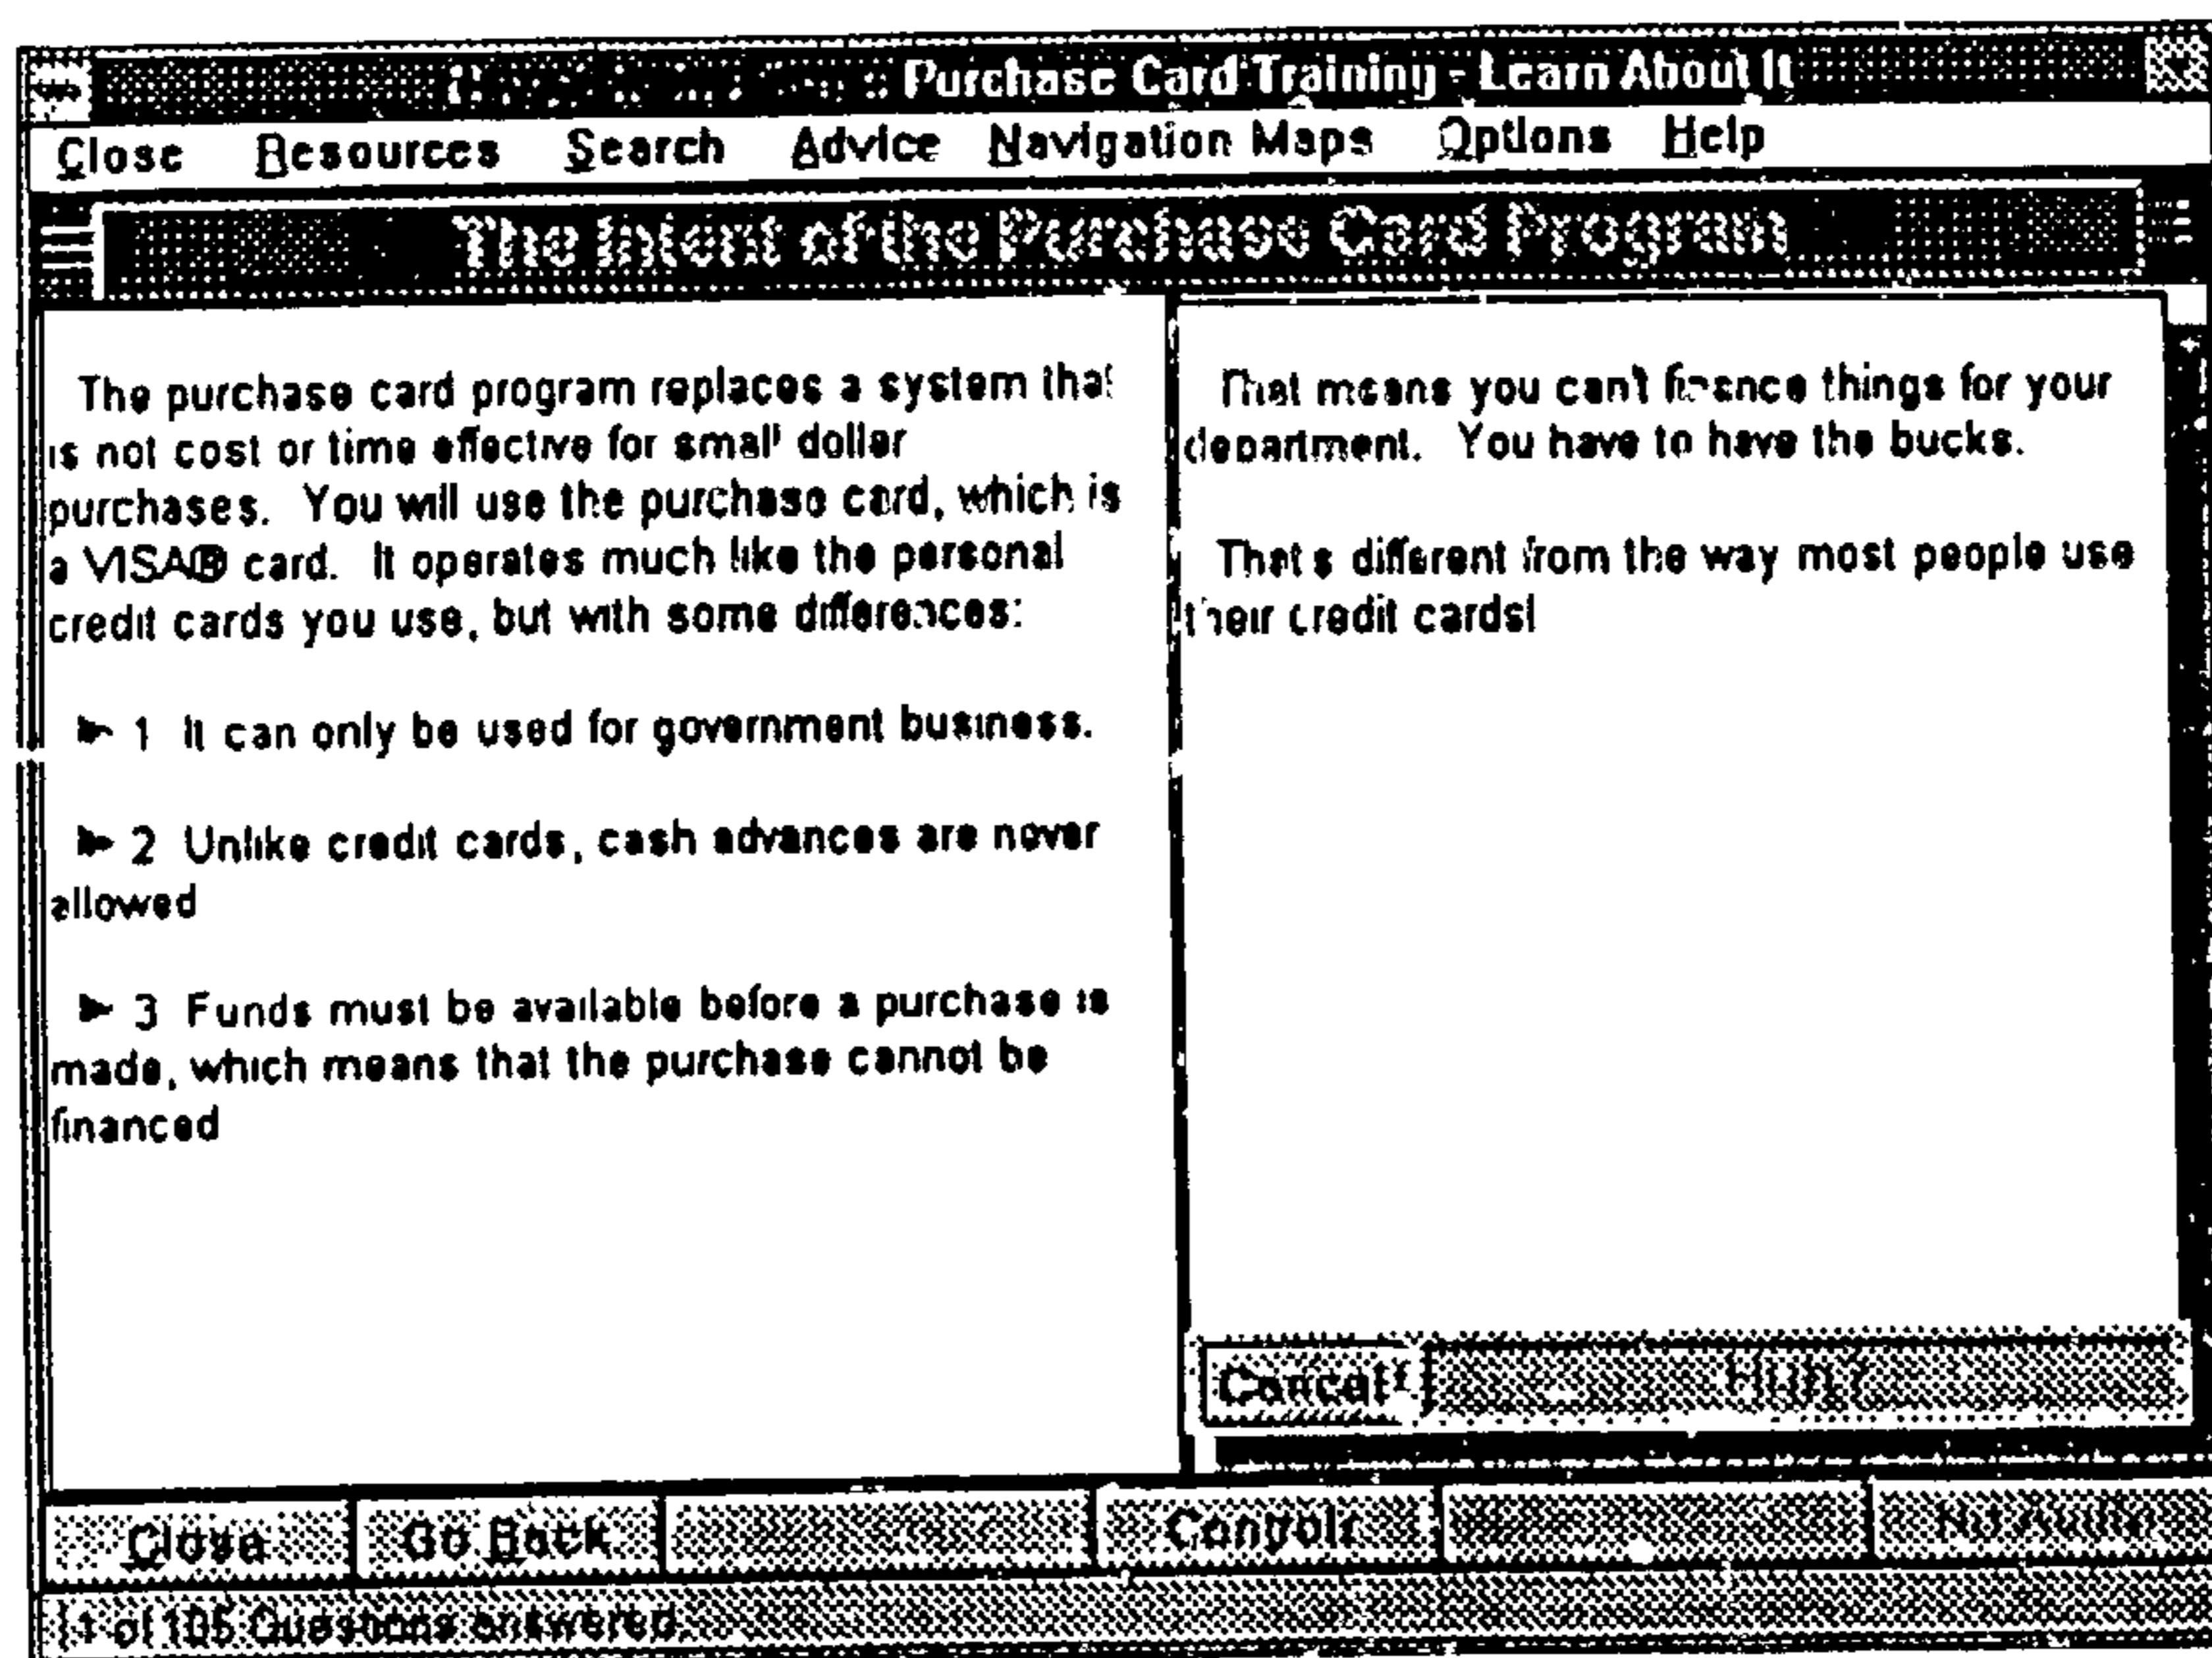 Purchase Card Training - Learn About It
Close Resources Search Advice Navigation Maps Options Help
The Intent of the Purchase Card Program
The purchase card program replaces a system that
is not cost or time effective for small dollar
purchases. You will use the purchase card, which is
a VISA® card. It operates much like the personal
credit cards you use, but with some differences:
► 1 It can only be used for government business.
► 2 Unlike credit cards, cash advances are never
allowed
► 3 Funds must be available before a purchase is
made, which means that the purchase cannot be
financed
That means you can't finance things for your
department. You have to have the bucks.
That's different from the way most people use
their credit cards!
Cancel
Close Go Back
of 105 Questions answered.